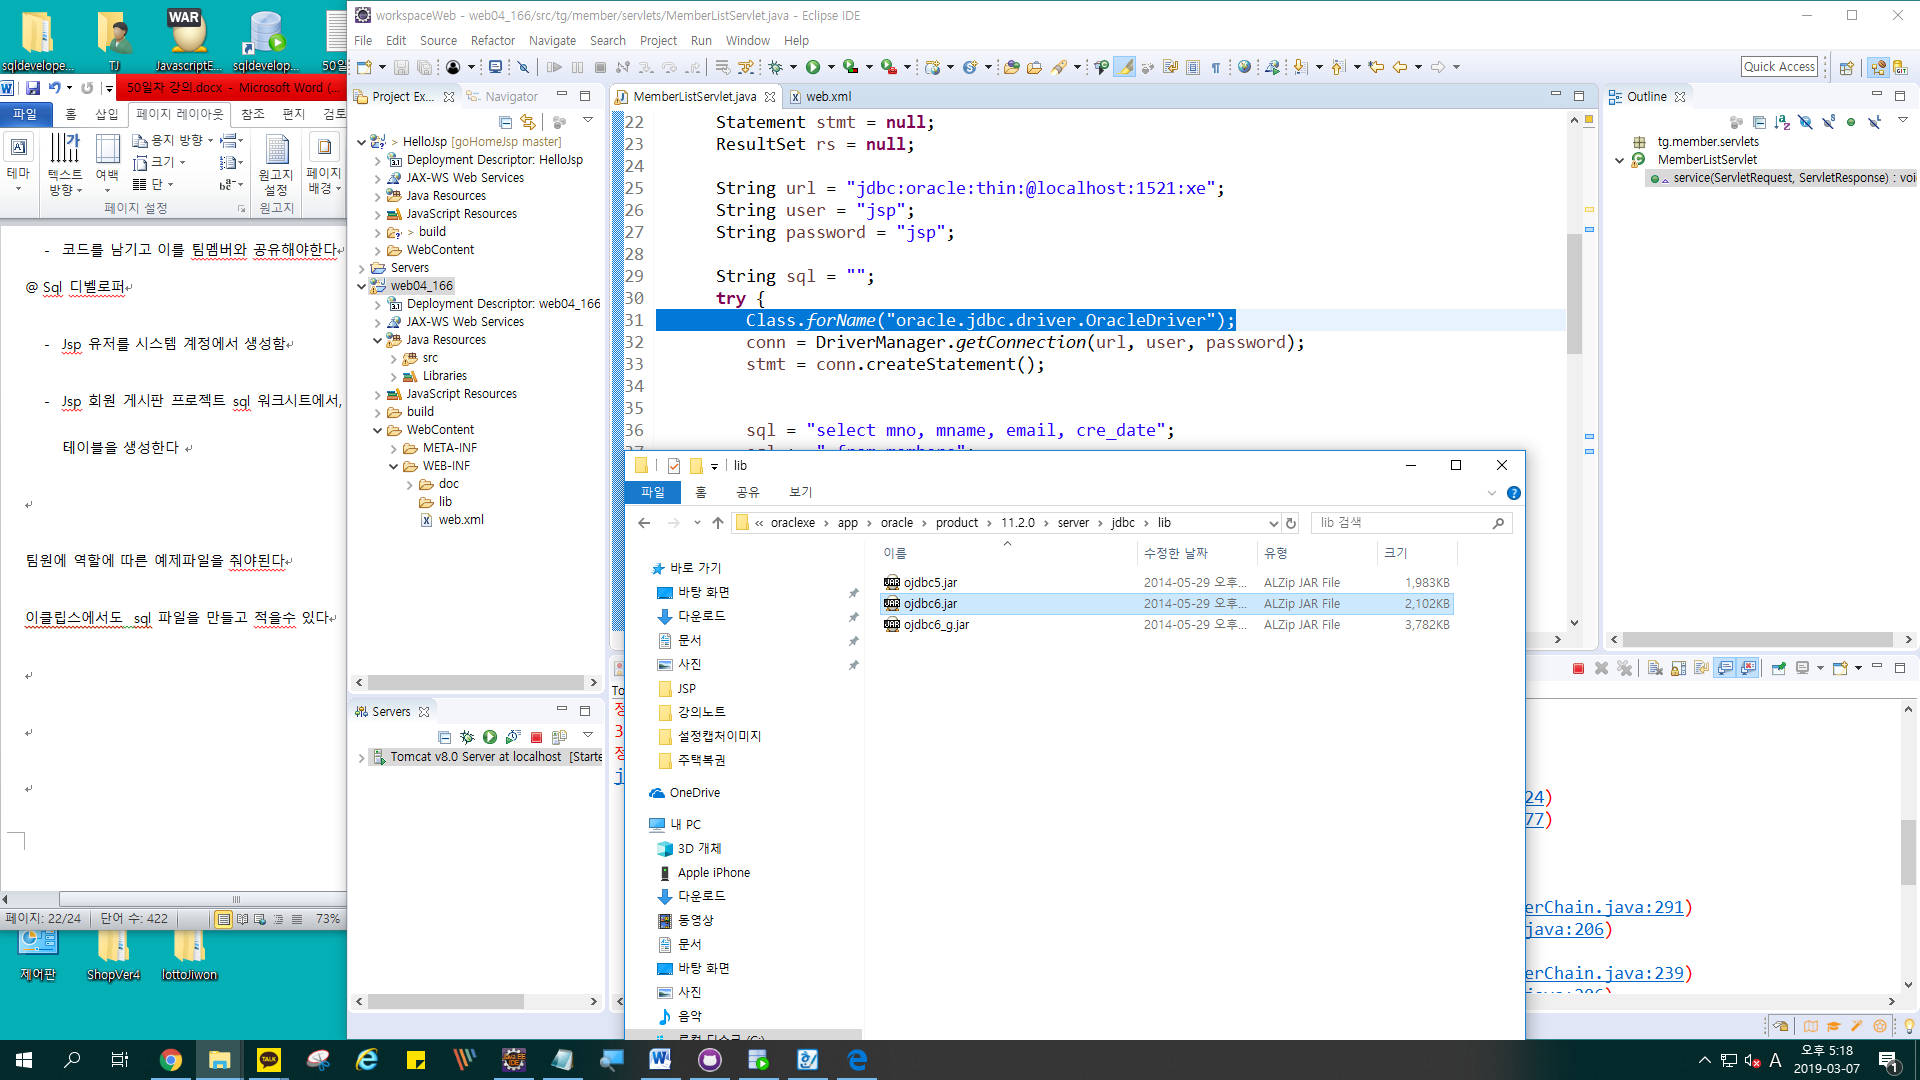 sqldevelope...
TJ
JavascriptE...
sqldevelop...
WAR
50일차 강의.docx - Microsoft Word (...
파일
홈
삽입
페이지 레이아웃
참조
편지
검토
테마
텍스트 방향
여백
용지 방향
크기
단
원고지 설정
페이지 배경
페이지 설정
원고지
- 코드를 남기고 이를 팀멤버와 공유해야한다
@ Sql 디벨로퍼
- Jsp 유저를 시스템 계정에서 생성함
- Jsp 회원 게시판 프로젝트 sql 워크시트에서,
테이블을 생성한다
팀원에 역할에 따른 예제파일을 줘야된다
이클립스에서도 sql 파일을 만들고 적을수 있다
페이지: 22/24
단어 수: 422
73%
제어판
ShopVer4
lottoJiwon
workspaceWeb - web04_166/src/tg/member/servlets/MemberListServlet.java - Eclipse IDE
File Edit Source Refactor Navigate Search Project Run Window Help
Quick Access
Project Ex...
Navigator
> HelloJsp [goHomeJsp master]
Deployment Descriptor: HelloJsp
JAX-WS Web Services
Java Resources
JavaScript Resources
> build
WebContent
Servers
web04_166
Deployment Descriptor: web04_166
JAX-WS Web Services
Java Resources
src
Libraries
JavaScript Resources
build
WebContent
META-INF
WEB-INF
doc
lib
web.xml
Servers
Tomcat v8.0 Server at localhost [Starte
MemberListServlet.java
web.xml
22 Statement stmt = null;
23 ResultSet rs = null;
24
25 String url = "jdbc:oracle:thin:@localhost:1521:xe";
26 String user = "jsp";
27 String password = "jsp";
28
29 String sql = "";
30 try {
31 Class.forName("oracle.jdbc.driver.OracleDriver");
32 conn = DriverManager.getConnection(url, user, password);
33 stmt = conn.createStatement();
34
35
36 sql = "select mno, mname, email, cre_date";
Outline
tg.member.servlets
MemberListServlet
service(ServletRequest, ServletResponse) : voi
lib
파일
홈
공유
보기
« oraclexe > app > oracle > product > 11.2.0 > server > jdbc > lib
lib 검색
이름 수정한 날짜 유형 크기
ojdbc5.jar 2014-05-29 오후... ALZip JAR File 1,983KB
ojdbc6.jar 2014-05-29 오후... ALZip JAR File 2,102KB
ojdbc6_g.jar 2014-05-29 오후... ALZip JAR File 3,782KB
바로 가기
바탕 화면
다운로드
문서
사진
JSP
강의노트
설정캡처이미지
주택복권
OneDrive
내 PC
3D 개체
Apple iPhone
다운로드
동영상
문서
바탕 화면
사진
음악
24)
77)
erChain.java:291)
java:206)
erChain.java:239)
TALK
A
오후 5:18
2019-03-07
1